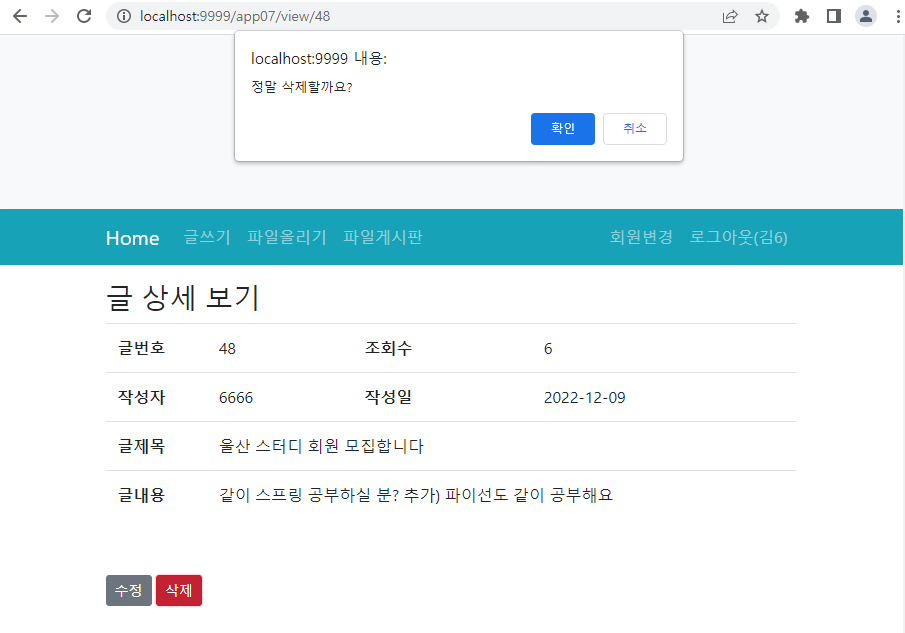 localhost:9999/app07/view/48
localhost:9999 내용:
정말 삭제할까요?
확인 취소
Home 글쓰기 파일올리기 파일게시판 회원변경 로그아웃(김6)
글 상세 보기
글번호 48 조회수 6
작성자 6666 작성일 2022-12-09
글제목 울산 스터디 회원 모집합니다
글내용 같이 스프링 공부하실 분? 추가) 파이선도 같이 공부해요
수정 삭제